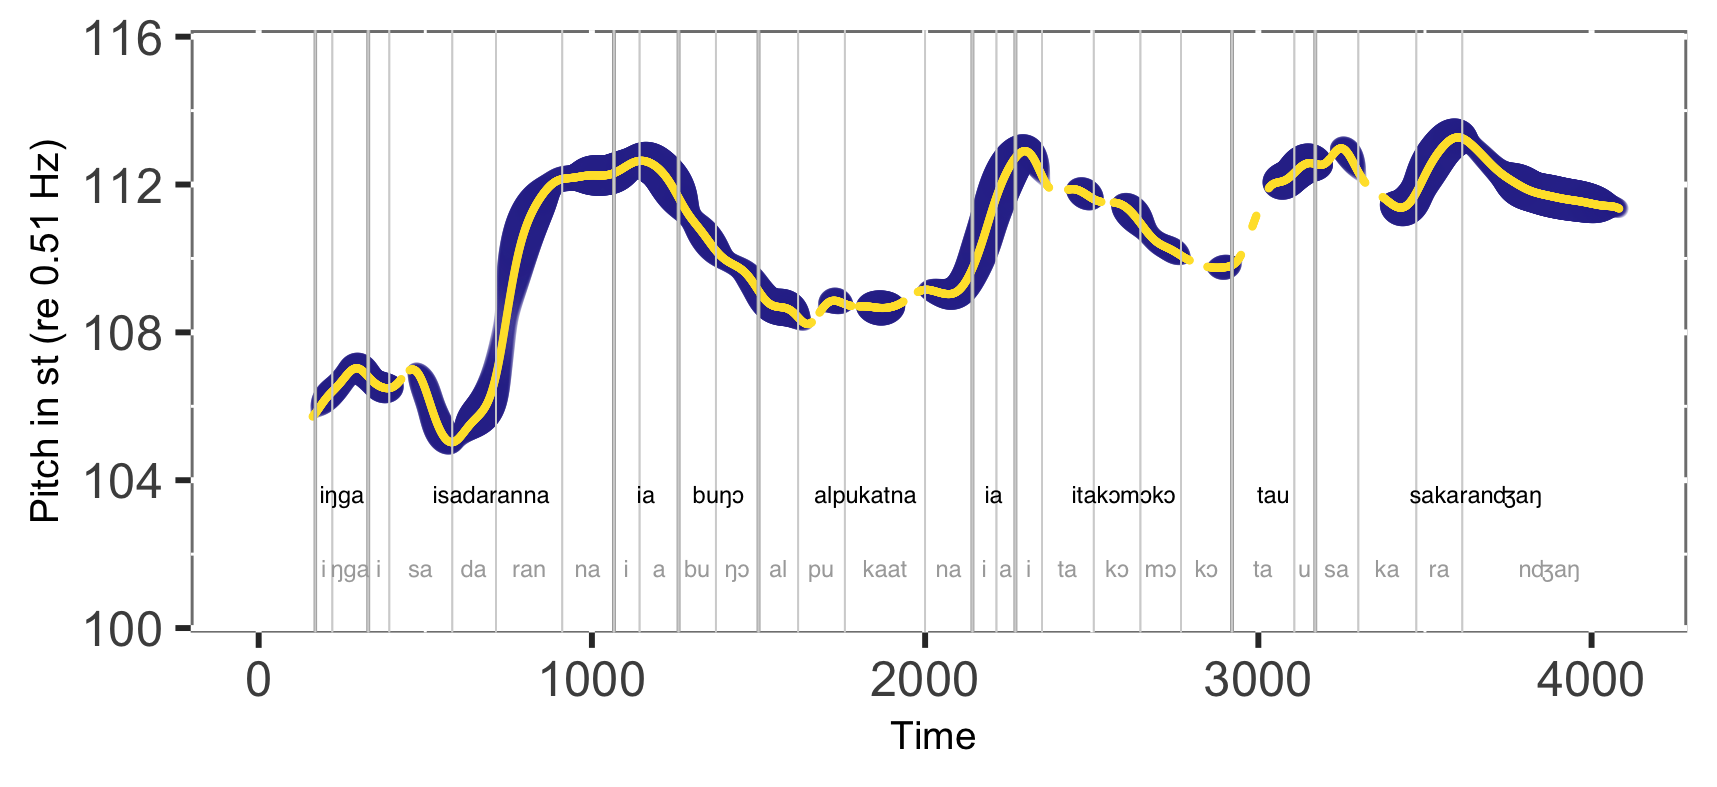 116
112
108
104
100
Pitch in st (re 0.51 Hz)
iŋga isadaranna ia buŋɔ alpukatna ia itakɔmɔkɔ tau sakaranʤaŋ
i ŋga i sa da ran na i a bu ŋɔ al pu kaat na i a i ta kɔ mɔ kɔ ta u sa ka ra nʤaŋ
0 1000 2000 3000 4000
Time